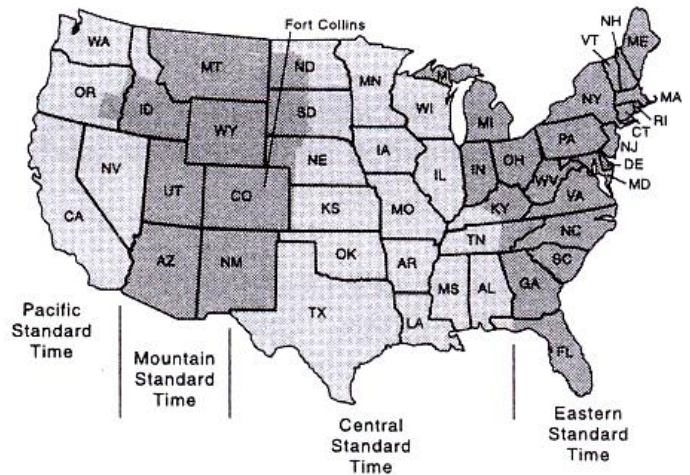 Fort Collins
WA
MT
ND
MN
OR
ID
SD
WI
MI
MI
WY
NE
IA
NV
UT
CO
IL
IN
OH
CA
KS
MO
KY
WV
VA
AZ
NM
OK
AR
TN
NC
SC
TX
LA
MS
AL
GA
FL
NH
VT
ME
NY
MA
RI
CT
PA
NJ
DE
MD
Pacific
Standard
Time
Mountain
Standard
Time
Central
Standard
Time
Eastern
Standard
Time